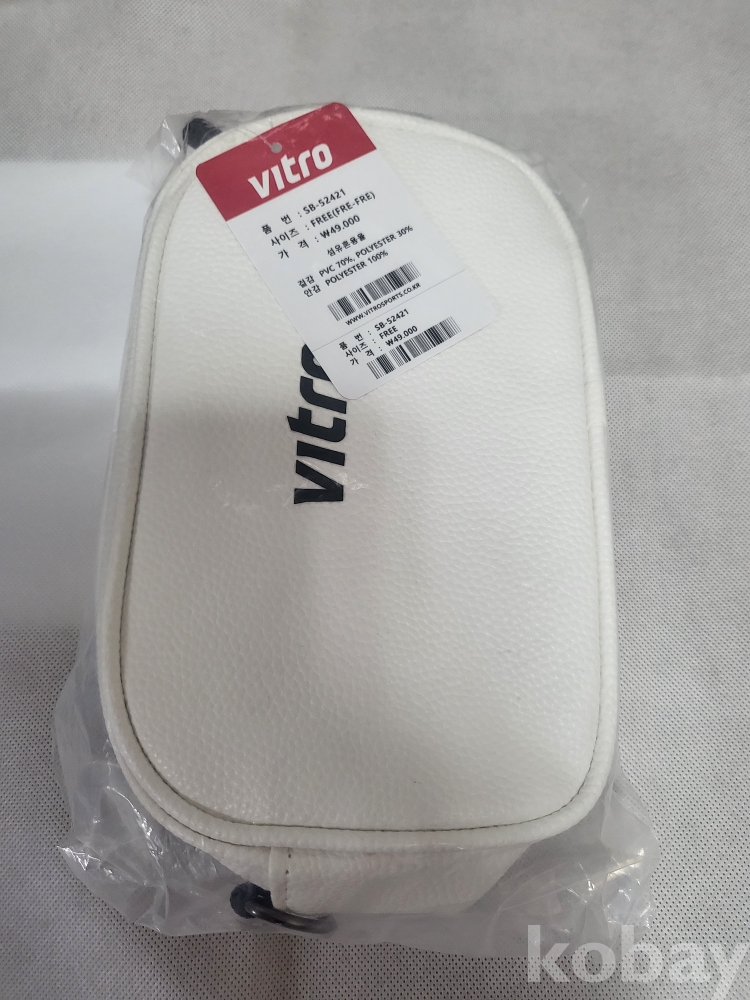 vitro
품 번 : SB-S2421
사이즈 : FREE(FRE-FRE)
가 격 : ₩49.000
섬유혼용율
겉감 PVC 70%, POLYESTER 30%
안감 POLYESTER 100%
WWW.VITROSPORTS.CO.KR
품 번 : SB-S2421
사이즈 : FREE
가 격 : ₩49.000
vitro
kobay